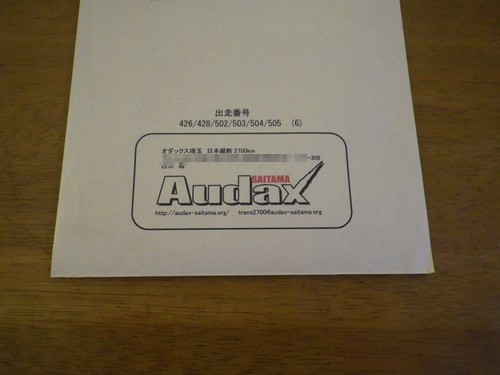 出走番号
426/428/502/503/504/505 (6)
オダックス埼玉 日本縦断 2700km
-308
SAITAMA
Audax
http://audax-saitama.org/ trans2700@audax-saitama.org